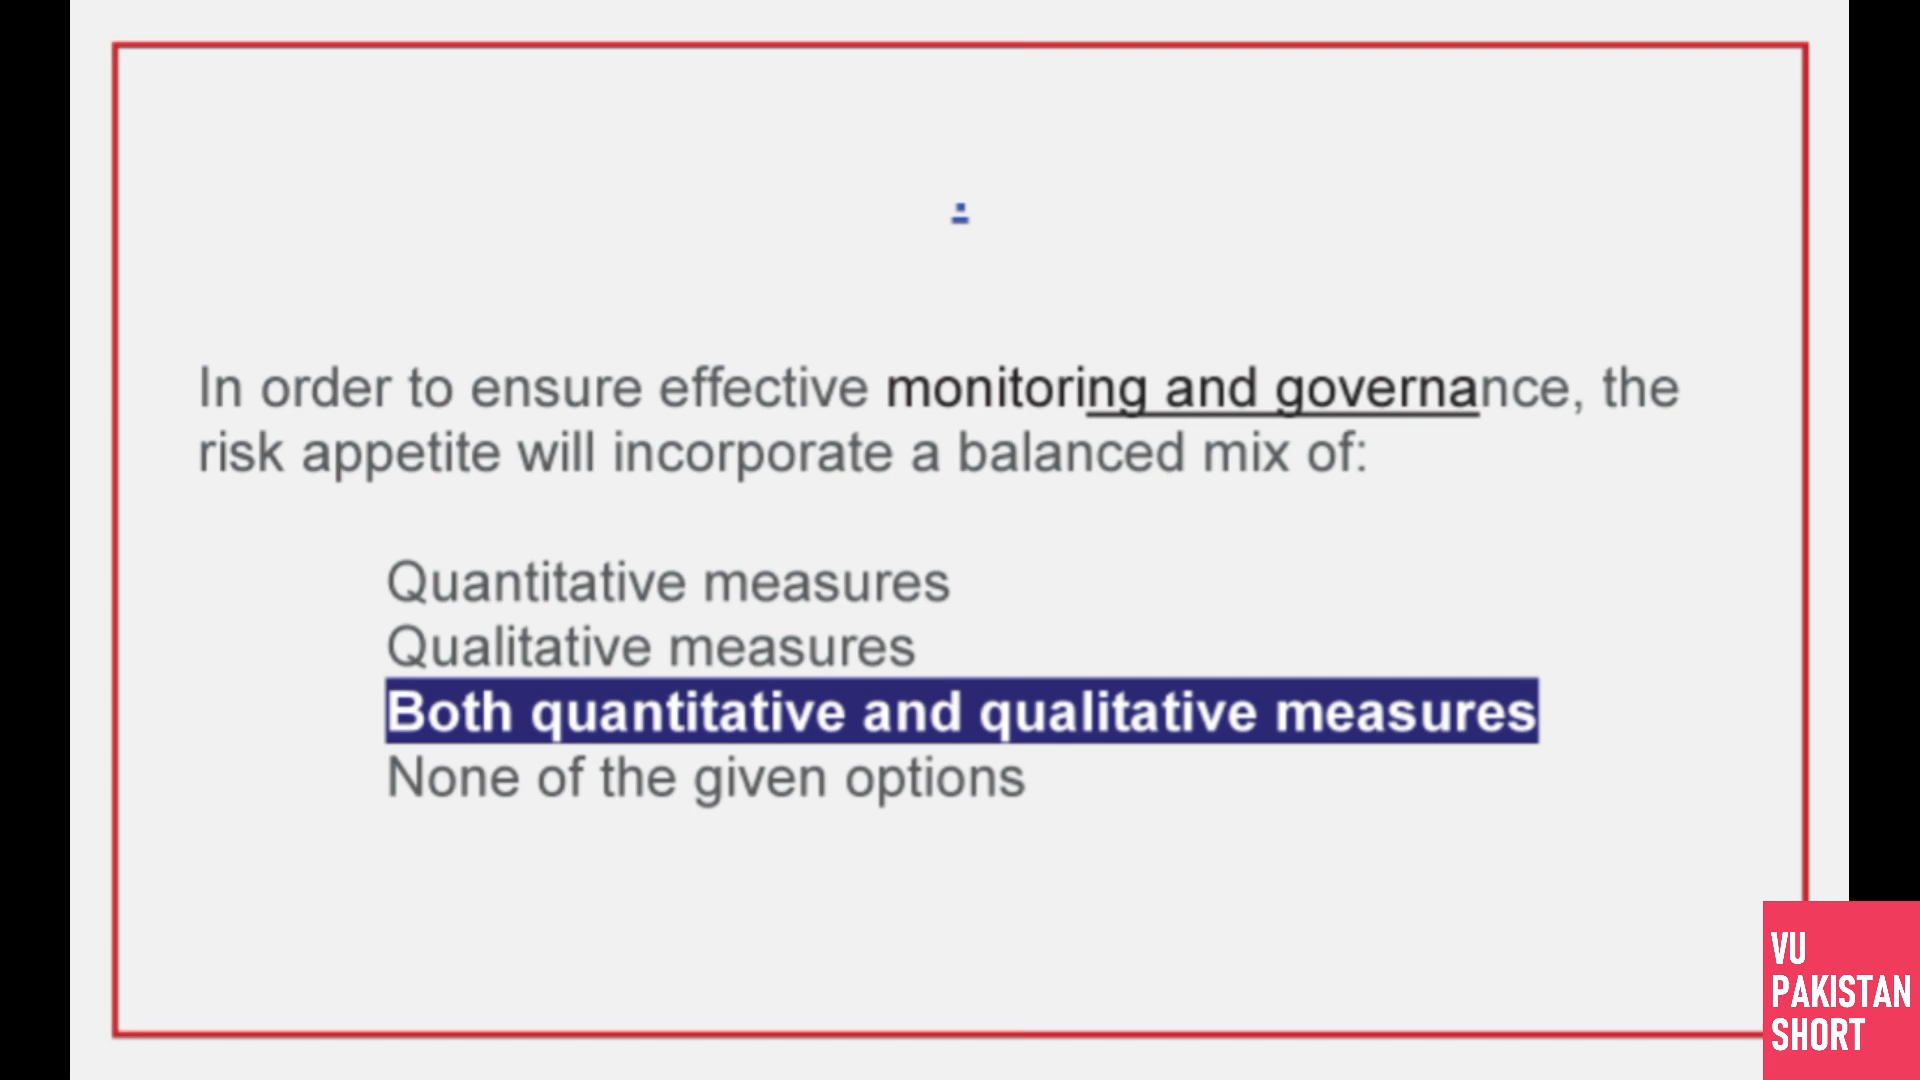 .
In order to ensure effective monitoring and governance, the
risk appetite will incorporate a balanced mix of:
Quantitative measures
Qualitative measures
Both quantitative and qualitative measures
None of the given options
VU
PAKISTAN
SHORT